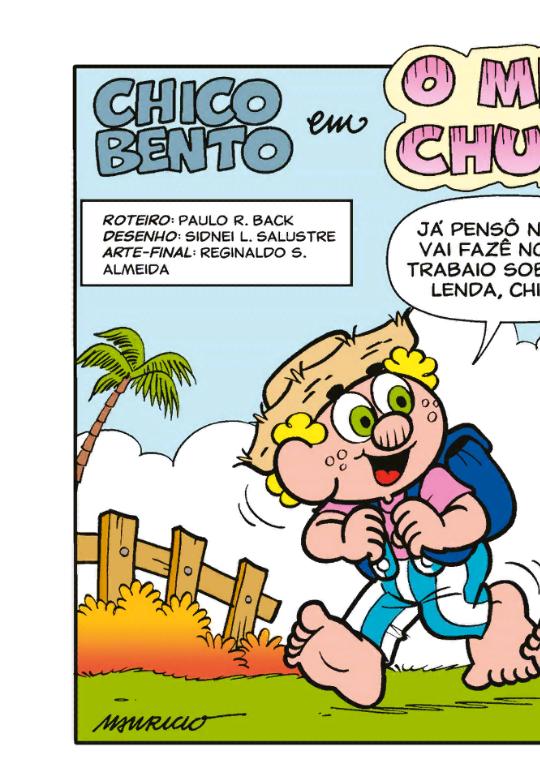 CHICO
BENTO
em
O M
CHU
ROTEIRO: PAULO R. BACK
DESENHO: SIDNEI L. SALUSTRE
ARTE-FINAL: REGINALDO S.
ALMEIDA
JÁ PENSÔ N
VAI FAZÊ NO
TRABAIO SOB
LENDA, CHI
MAURICIO